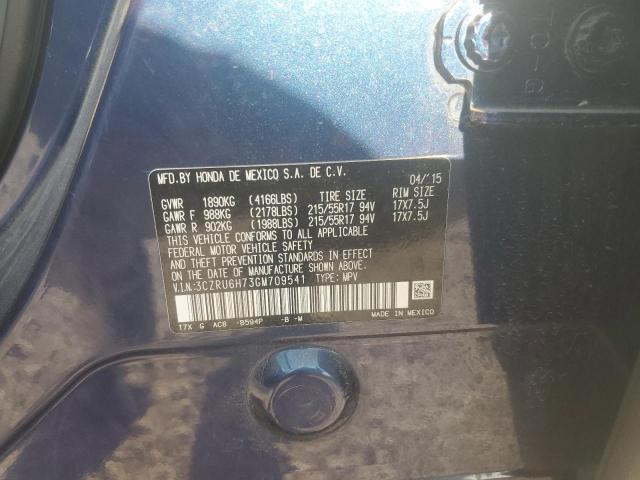 MFD.BY HONDA DE MEXICO S.A. DE C.V. 04/'15
GVWR 1890KG (4166LBS) TIRE SIZE RIM SIZE
GAWR F 988KG (2178LBS) 215/55R17 94V 17X7.5J
GAWR R 902KG (1988LBS) 215/55R17 94V 17X7.5J
THIS VEHICLE CONFORMS TO ALL APPLICABLE
FEDERAL MOTOR VEHICLE SAFETY
STANDARDS IN EFFECT
ON THE DATE OF MANUFACTURE SHOWN ABOVE.
V.I.N.:3CZRU6H73GM709541 TYPE: MPV
17X G AC8 -B594P -B -M MADE IN MEXICO